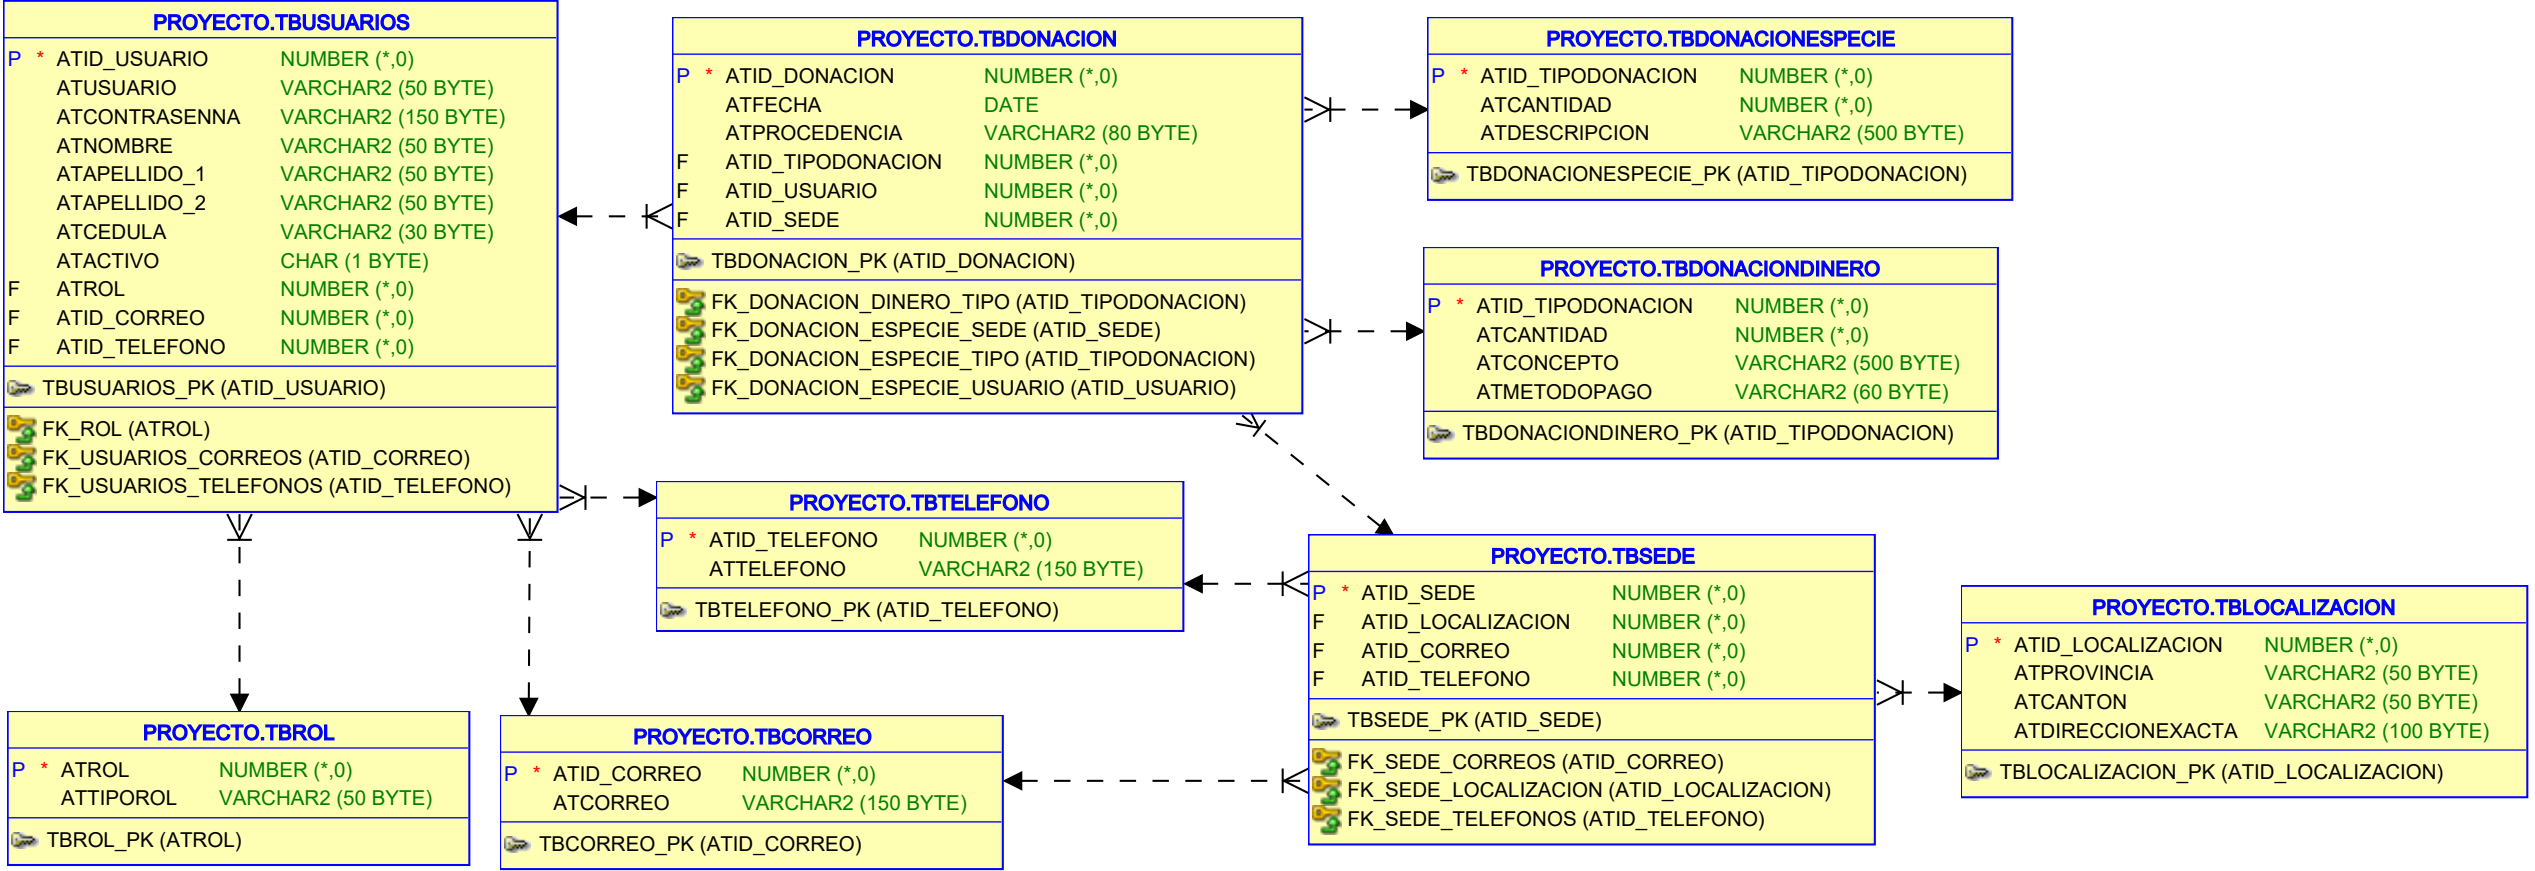 PROYECTO.TBUSUARIOS
P * ATID_USUARIO NUMBER (*,0)
ATUSUARIO VARCHAR2 (50 BYTE)
ATCONTRASENNA VARCHAR2 (150 BYTE)
ATNOMBRE VARCHAR2 (50 BYTE)
ATAPELLIDO_1 VARCHAR2 (50 BYTE)
ATAPELLIDO_2 VARCHAR2 (50 BYTE)
ATCEDULA VARCHAR2 (30 BYTE)
ATACTIVO CHAR (1 BYTE)
F ATROL NUMBER (*,0)
F ATID_CORREO NUMBER (*,0)
F ATID_TELEFONO NUMBER (*,0)
TBUSUARIOS_PK (ATID_USUARIO)
FK_ROL (ATROL)
FK_USUARIOS_CORREOS (ATID_CORREO)
FK_USUARIOS_TELEFONOS (ATID_TELEFONO)
PROYECTO.TBDONACION
P * ATID_DONACION NUMBER (*,0)
ATFECHA DATE
ATPROCEDENCIA VARCHAR2 (80 BYTE)
F ATID_TIPODONACION NUMBER (*,0)
F ATID_USUARIO NUMBER (*,0)
F ATID_SEDE NUMBER (*,0)
TBDONACION_PK (ATID_DONACION)
FK_DONACION_DINERO_TIPO (ATID_TIPODONACION)
FK_DONACION_ESPECIE_SEDE (ATID_SEDE)
FK_DONACION_ESPECIE_TIPO (ATID_TIPODONACION)
FK_DONACION_ESPECIE_USUARIO (ATID_USUARIO)
PROYECTO.TBDONACIONESPECIE
P * ATID_TIPODONACION NUMBER (*,0)
ATCANTIDAD NUMBER (*,0)
ATDESCRIPCION VARCHAR2 (500 BYTE)
TBDONACIONESPECIE_PK (ATID_TIPODONACION)
PROYECTO.TBDONACIONDINERO
P * ATID_TIPODONACION NUMBER (*,0)
ATCANTIDAD NUMBER (*,0)
ATCONCEPTO VARCHAR2 (500 BYTE)
ATMETODOPAGO VARCHAR2 (60 BYTE)
TBDONACIONDINERO_PK (ATID_TIPODONACION)
PROYECTO.TBTELEFONO
P * ATID_TELEFONO NUMBER (*,0)
ATTELEFONO VARCHAR2 (150 BYTE)
TBTELEFONO_PK (ATID_TELEFONO)
PROYECTO.TBSEDE
P * ATID_SEDE NUMBER (*,0)
F ATID_LOCALIZACION NUMBER (*,0)
F ATID_CORREO NUMBER (*,0)
F ATID_TELEFONO NUMBER (*,0)
TBSEDE_PK (ATID_SEDE)
FK_SEDE_CORREOS (ATID_CORREO)
FK_SEDE_LOCALIZACION (ATID_LOCALIZACION)
FK_SEDE_TELEFONOS (ATID_TELEFONO)
PROYECTO.TBLOCALIZACION
P * ATID_LOCALIZACION NUMBER (*,0)
ATPROVINCIA VARCHAR2 (50 BYTE)
ATCANTON VARCHAR2 (50 BYTE)
ATDIRECCIONEXACTA VARCHAR2 (100 BYTE)
TBLOCALIZACION_PK (ATID_LOCALIZACION)
PROYECTO.TBROL
P * ATROL NUMBER (*,0)
ATTIPOROL VARCHAR2 (50 BYTE)
TBROL_PK (ATROL)
PROYECTO.TBCORREO
P * ATID_CORREO NUMBER (*,0)
ATCORREO VARCHAR2 (150 BYTE)
TBCORREO_PK (ATID_CORREO)